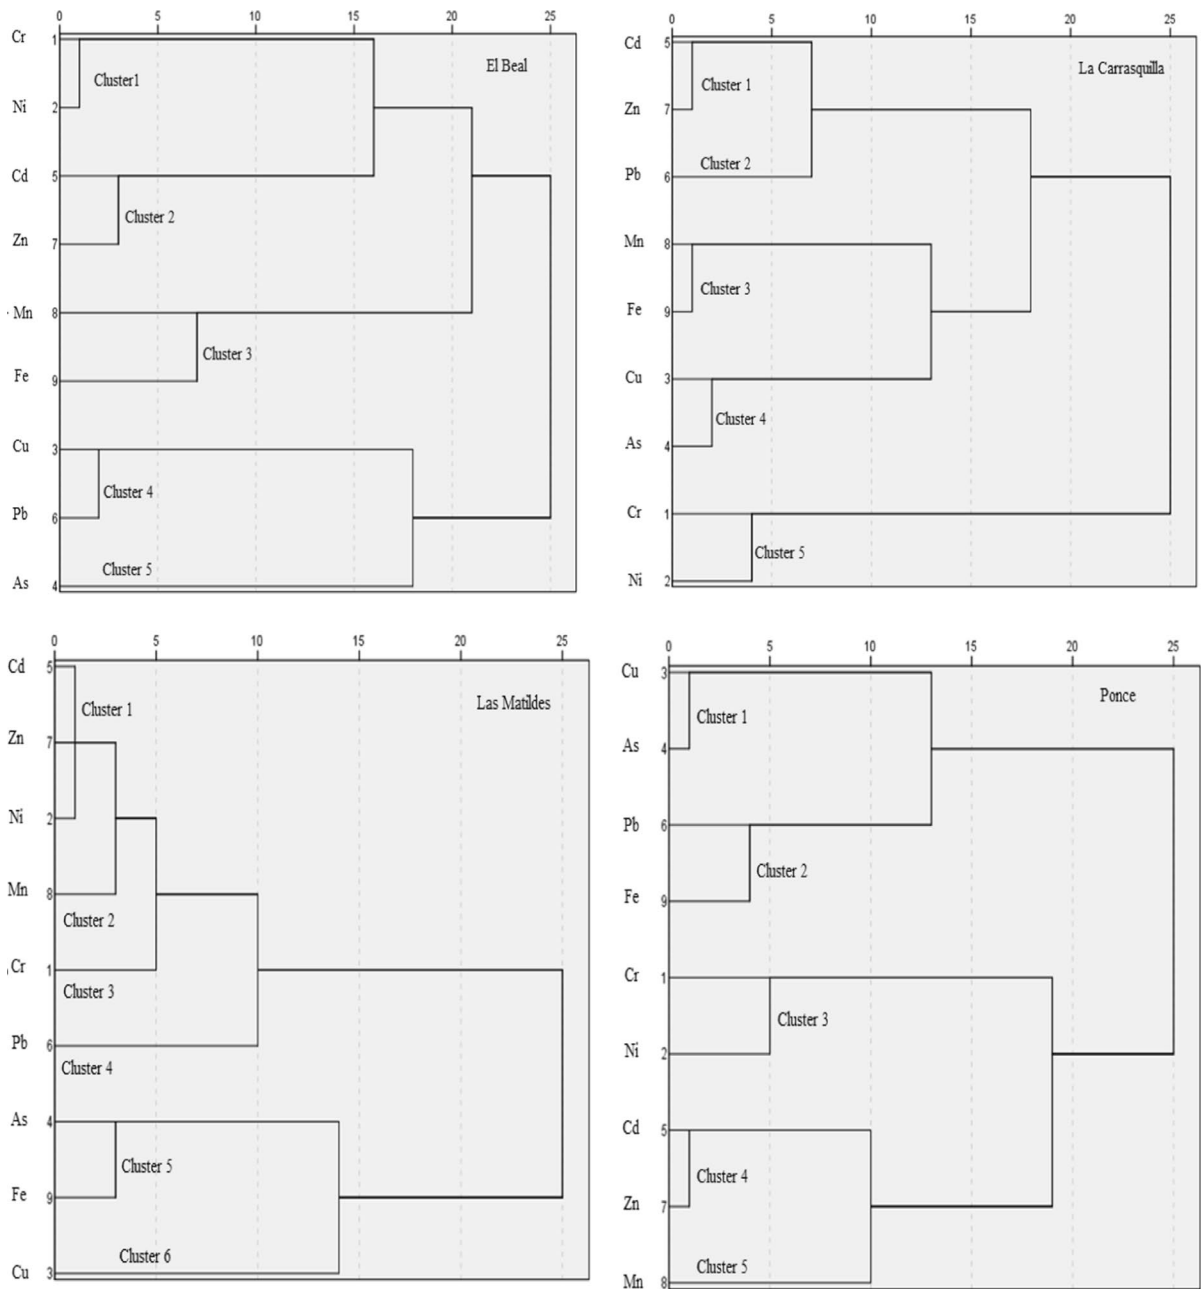 0 5 10 15 20 25
El Beal
Cr 1
Cluster1
Ni 2
Cd 5
Cluster 2
Zn 7
Mn 8
Cluster 3
Fe 9
Cu 3
Cluster 4
Pb 6
Cluster 5
As 4
0 5 10 15 20 25
La Carrasquilla
Cd 5
Cluster 1
Zn 7
Cluster 2
Pb 6
Mn 8
Cluster 3
Fe 9
Cu 3
Cluster 4
As 4
Cr 1
Cluster 5
Ni 2
0 5 10 15 20 25
Las Matildes
Cd 5
Cluster 1
Zn 7
Ni 2
Mn 8
Cluster 2
Cr 1
Cluster 3
Pb 6
Cluster 4
As 4
Cluster 5
Fe 9
Cluster 6
Cu 3
0 5 10 15 20 25
Ponce
Cu 3
Cluster 1
As 4
Pb 6
Cluster 2
Fe 9
Cr 1
Cluster 3
Ni 2
Cd 5
Cluster 4
Zn 7
Cluster 5
Mn 8